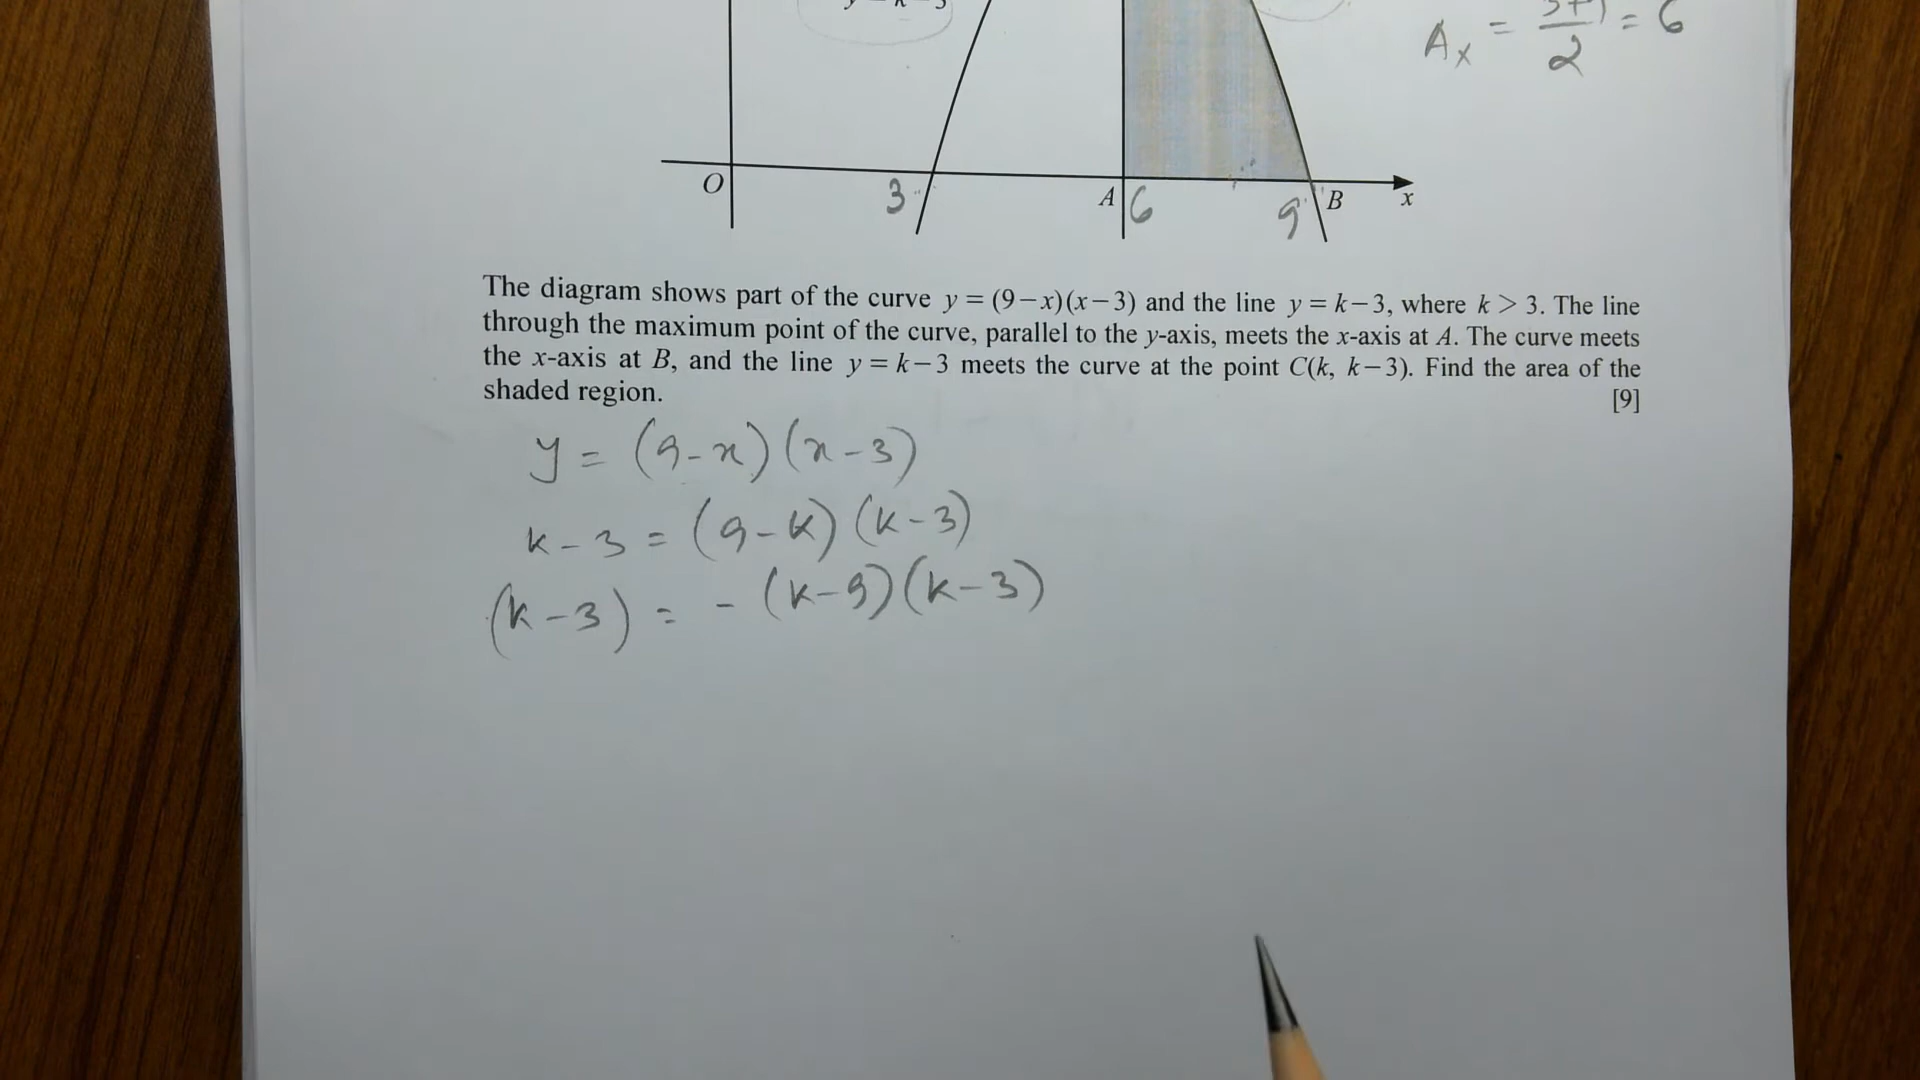 = 6
A_x = 2
O
3
A 6
9 B
x
The diagram shows part of the curve y = (9−x)(x−3) and the line y = k−3, where k > 3. The line
through the maximum point of the curve, parallel to the y-axis, meets the x-axis at A. The curve meets
the x-axis at B, and the line y = k−3 meets the curve at the point C(k, k−3). Find the area of the
shaded region. [9]
y = (9-x)(x-3)
k-3 = (9-k)(k-3)
(k-3) = -(k-9)(k-3)